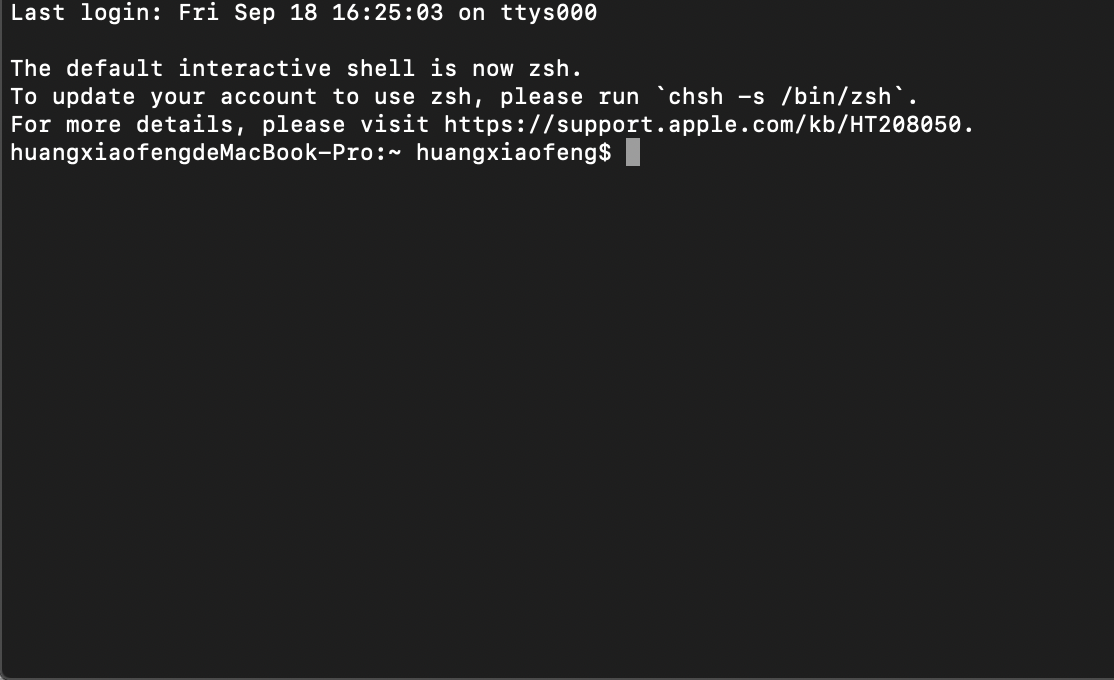 Last login: Fri Sep 18 16:25:03 on ttys000
The default interactive shell is now zsh.
To update your account to use zsh, please run `chsh -s /bin/zsh`.
For more details, please visit https://support.apple.com/kb/HT208050.
huangxiaofengdeMacBook-Pro:~ huangxiaofeng$